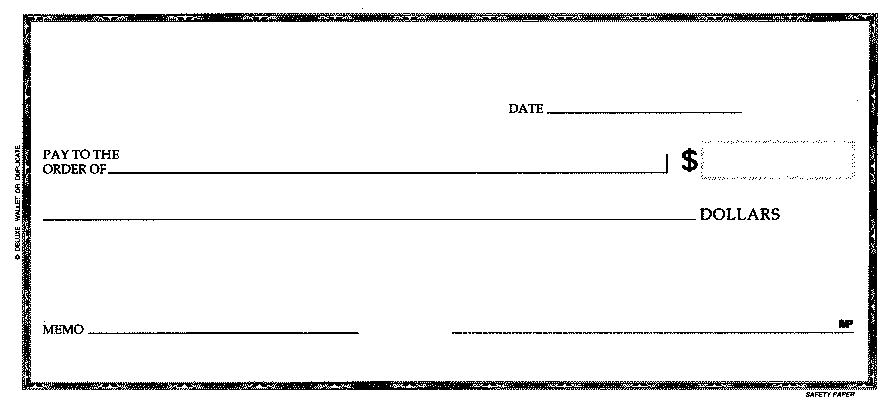 DATE
PAY TO THE
ORDER OF
$
DOLLARS
MEMO
MP
© DELUXE WALLET OR DUPLICATE
SAFETY PAPER